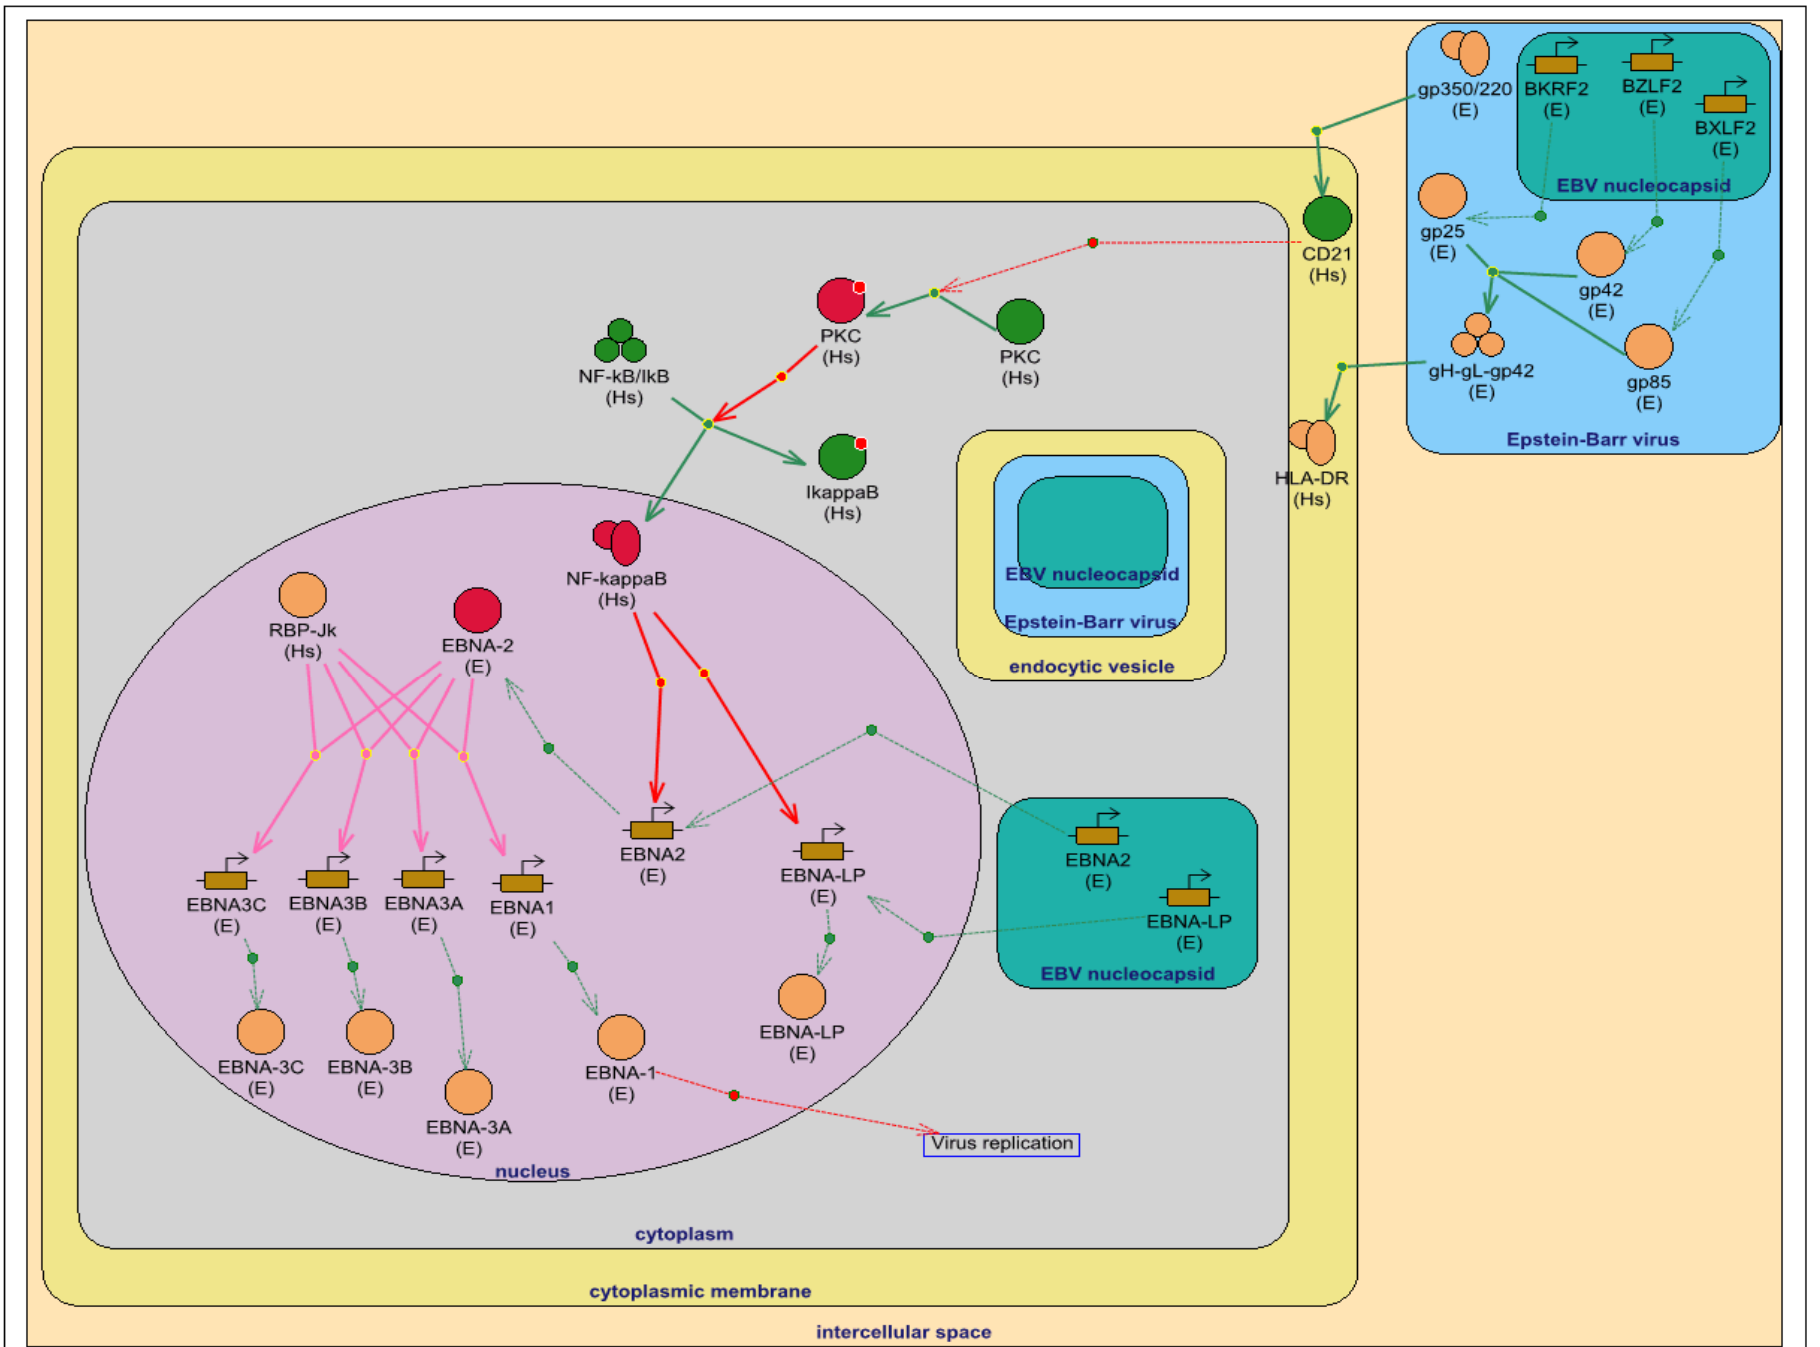 gp350/220
(E)
BKRF2
(E)
BZLF2
(E)
BXLF2
(E)
EBV nucleocapsid
gp25
(E)
gp42
(E)
gH-gL-gp42
(E)
gp85
(E)
Epstein-Barr virus
CD21
(Hs)
HLA-DR
(Hs)
PKC
(Hs)
PKC
(Hs)
NF-kB/IkB
(Hs)
IkappaB
(Hs)
EBV nucleocapsid
Epstein-Barr virus
endocytic vesicle
NF-kappaB
(Hs)
RBP-Jk
(Hs)
EBNA-2
(E)
EBNA2
(E)
EBNA-LP
(E)
EBNA2
(E)
EBNA-LP
(E)
EBV nucleocapsid
EBNA3C
(E)
EBNA3B
(E)
EBNA3A
(E)
EBNA1
(E)
EBNA-LP
(E)
EBNA-3C
(E)
EBNA-3B
(E)
EBNA-3A
(E)
EBNA-1
(E)
Virus replication
nucleus
cytoplasm
cytoplasmic membrane
intercellular space